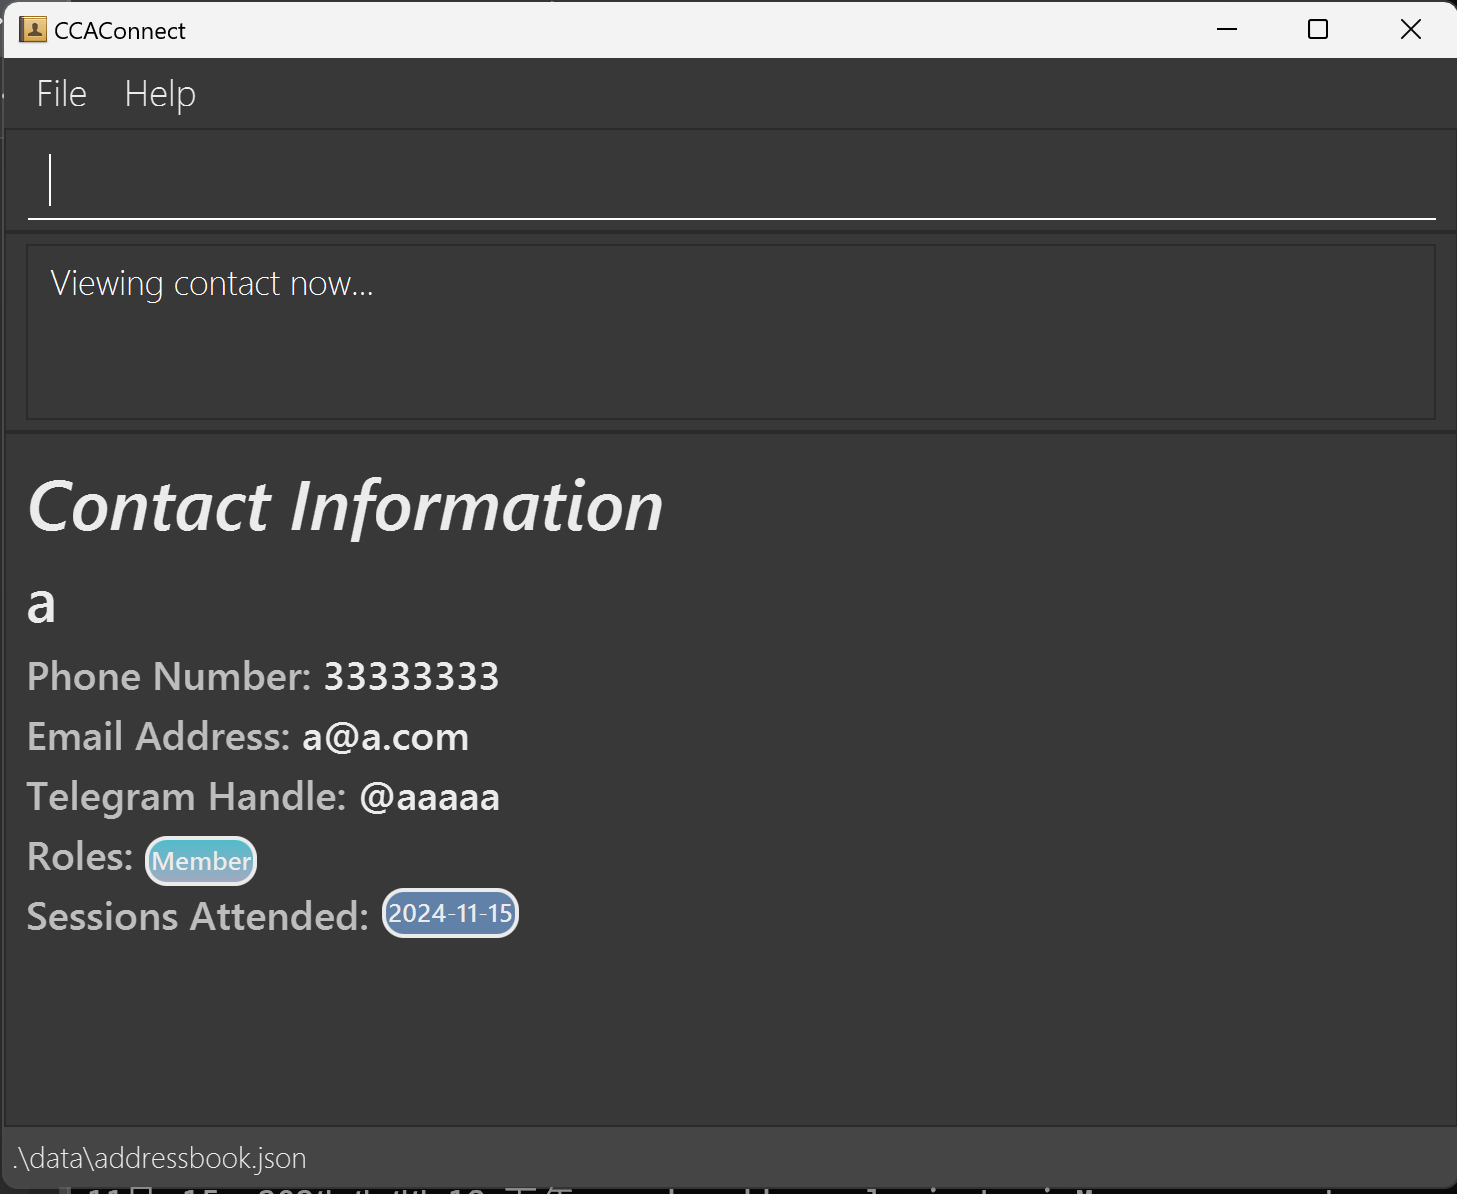 CCAConnect
File Help
Viewing contact now...
Contact Information
a
Phone Number: 33333333
Email Address: a@a.com
Telegram Handle: @aaaaa
Roles: Member
Sessions Attended: 2024-11-15
.\data\addressbook.json